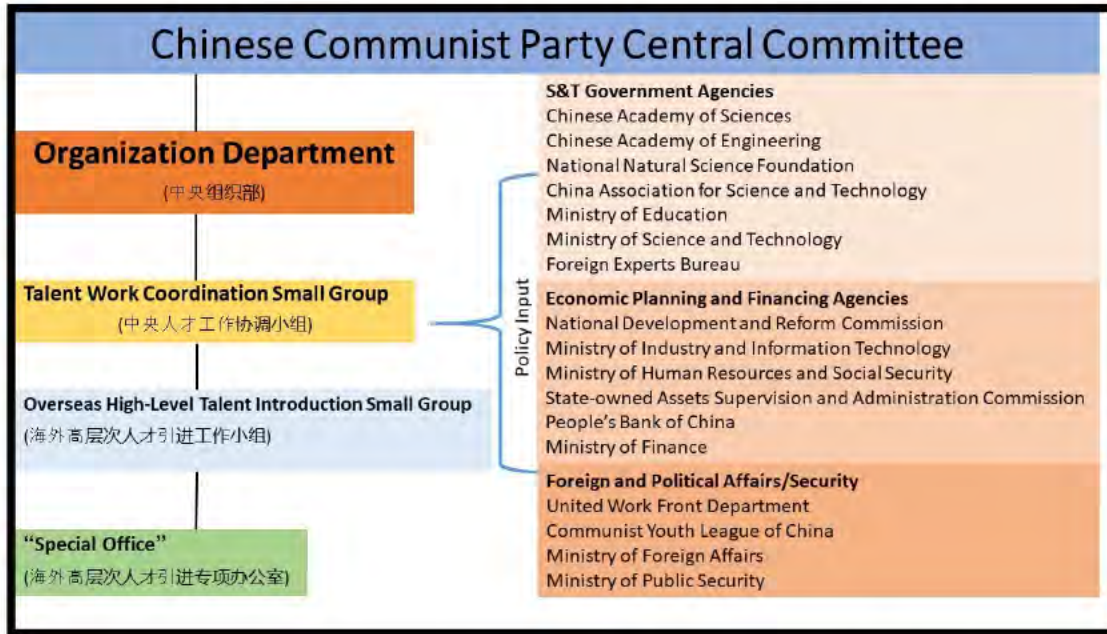 Chinese Communist Party Central Committee
Organization Department
(中央组织部)
Talent Work Coordination Small Group
(中央人才工作协调小组)
Overseas High-Level Talent Introduction Small Group
(海外高层次人才引进工作小组)
“Special Office”
(海外高层次人才引进专项办公室)
Policy Input
S&T Government Agencies
Chinese Academy of Sciences
Chinese Academy of Engineering
National Natural Science Foundation
China Association for Science and Technology
Ministry of Education
Ministry of Science and Technology
Foreign Experts Bureau
Economic Planning and Financing Agencies
National Development and Reform Commission
Ministry of Industry and Information Technology
Ministry of Human Resources and Social Security
State-owned Assets Supervision and Administration Commission
People’s Bank of China
Ministry of Finance
Foreign and Political Affairs/Security
United Work Front Department
Communist Youth League of China
Ministry of Foreign Affairs
Ministry of Public Security